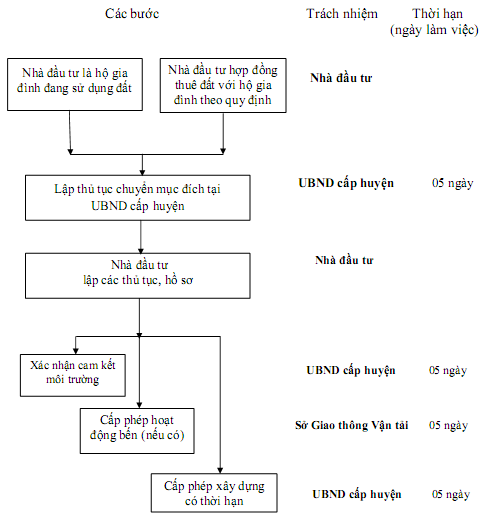 Các bước
Trách nhiệm
Thời hạn
(ngày làm việc)
Nhà đầu tư là hộ gia
đình đang sử dụng đất
Nhà đầu tư hợp đồng
thuê đất với hộ gia
đình theo quy định
Nhà đầu tư
Lập thủ tục chuyển mục đích tại
UBND cấp huyện
UBND cấp huyện
05 ngày
Nhà đầu tư
lập các thủ tục, hồ sơ
Nhà đầu tư
Xác nhận cam kết
môi trường
UBND cấp huyện
05 ngày
Cấp phép hoạt
động bến (nếu có)
Sở Giao thông Vận tải
05 ngày
Cấp phép xây dựng
có thời hạn
UBND cấp huyện
05 ngày